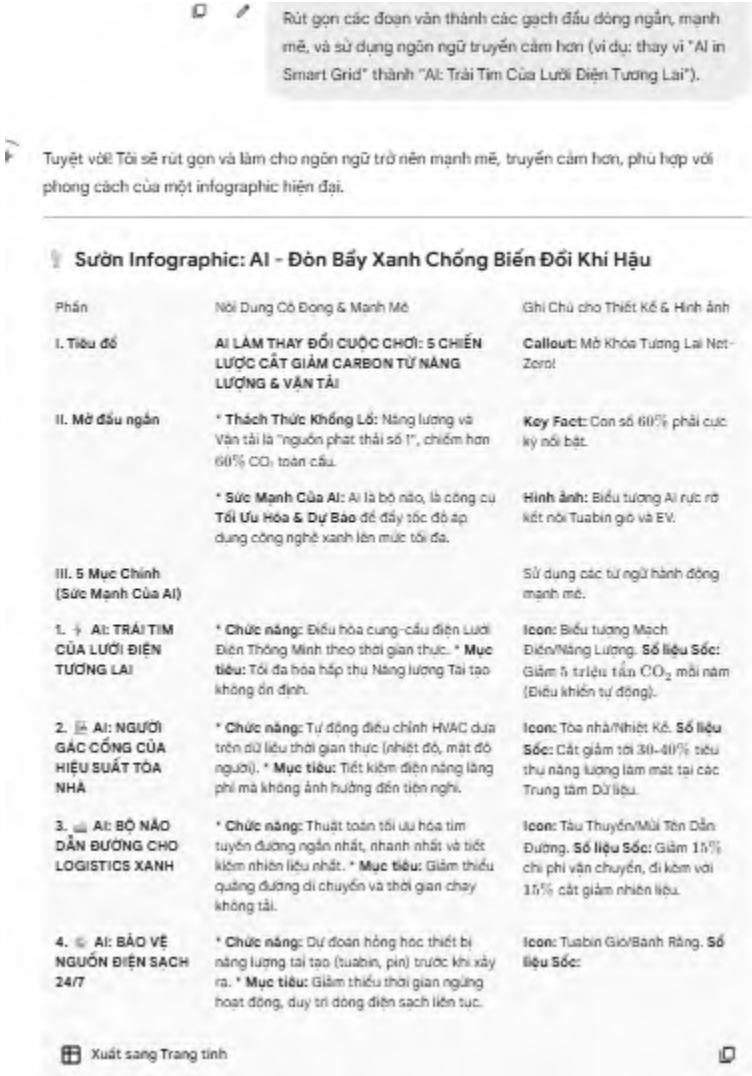 Rút gọn các đoạn văn thành các gạch đầu dòng ngắn, mạnh
mẽ, và sử dụng ngôn ngữ truyền cảm hơn (ví dụ: thay vì "AI in
Smart Grid" thành "AI: Trái Tim Của Lưới Điện Tương Lai").
Tuyệt vời! Tôi sẽ rút gọn và làm cho ngôn ngữ trở nên mạnh mẽ, truyền cảm hơn, phù hợp với
phong cách của một infographic hiện đại.
Sườn Infographic: AI - Đòn Bẩy Xanh Chống Biến Đổi Khí Hậu
Phần
Nội Dung Cô Đọng & Mạnh Mẽ
Ghi Chú cho Thiết Kế & Hình ảnh
I. Tiêu đề
AI LÀM THAY ĐỔI CUỘC CHƠI: 5 CHIẾN
LƯỢC CẮT GIẢM CARBON TỪ NĂNG
LƯỢNG & VẬN TẢI
Callout: Mở Khóa Tương Lai Net-
Zero!
II. Mở đầu ngắn
* Thách Thức Khổng Lồ: Năng lượng và
Vận tải là "nguồn phát thải số 1", chiếm hơn
60% CO₂ toàn cầu.
Key Fact: Con số 60% phải cực
kỳ nổi bật.
* Sức Mạnh Của AI: AI là bộ não, là công cụ
Tối Ưu Hóa & Dự Báo để đẩy tốc độ áp
dụng công nghệ xanh lên mức tối đa.
Hình ảnh: Biểu tượng AI rực rỡ
kết nối Tuabin gió và EV.
III. 5 Mục Chính
(Sức Mạnh Của AI)
Sử dụng các từ ngữ hành động
mạnh mẽ.
1. AI: TRÁI TIM
CỦA LƯỚI ĐIỆN
TƯƠNG LAI
* Chức năng: Điều hòa cung-cầu điện Lưới
Điện Thông Minh theo thời gian thực. * Mục
tiêu: Tối đa hóa hấp thụ Năng lượng Tái tạo
không ổn định.
Icon: Biểu tượng Mạch
Điện/Năng Lượng. Số liệu Sốc:
Giảm 5 triệu tấn CO₂ mỗi năm
(Điều khiển tự động).
2. AI: NGƯỜI
GÁC CỔNG CỦA
HIỆU SUẤT TÒA
NHÀ
* Chức năng: Tự động điều chỉnh HVAC dựa
trên dữ liệu thời gian thực (nhiệt độ, mật độ
người). * Mục tiêu: Tiết kiệm điện năng lãng
phí mà không ảnh hưởng đến tiện nghi.
Icon: Tòa nhà/Nhiệt Kế. Số liệu
Sốc: Cắt giảm tới 30-40% tiêu
thụ năng lượng làm mát tại các
Trung tâm Dữ liệu.
3. AI: BỘ NÃO
DẪN ĐƯỜNG CHO
LOGISTICS XANH
* Chức năng: Thuật toán tối ưu hóa tìm
tuyến đường ngắn nhất, nhanh nhất và tiết
kiệm nhiên liệu nhất. * Mục tiêu: Giảm thiểu
quãng đường di chuyển và thời gian chạy
không tải.
Icon: Tàu Thuyền/Mũi Tên Dẫn
Đường. Số liệu Sốc: Giảm 15%
chi phí vận chuyển, đi kèm với
15% cắt giảm nhiên liệu.
4. AI: BẢO VỆ
NGUỒN ĐIỆN SẠCH
24/7
* Chức năng: Dự đoán hỏng hóc thiết bị
năng lượng tái tạo (tuabin, pin) trước khi xảy
ra. * Mục tiêu: Giảm thiểu thời gian ngừng
hoạt động, duy trì dòng điện sạch liên tục.
Icon: Tuabin Gió/Bánh Răng. Số
liệu Sốc:
Xuất sang Trang tính